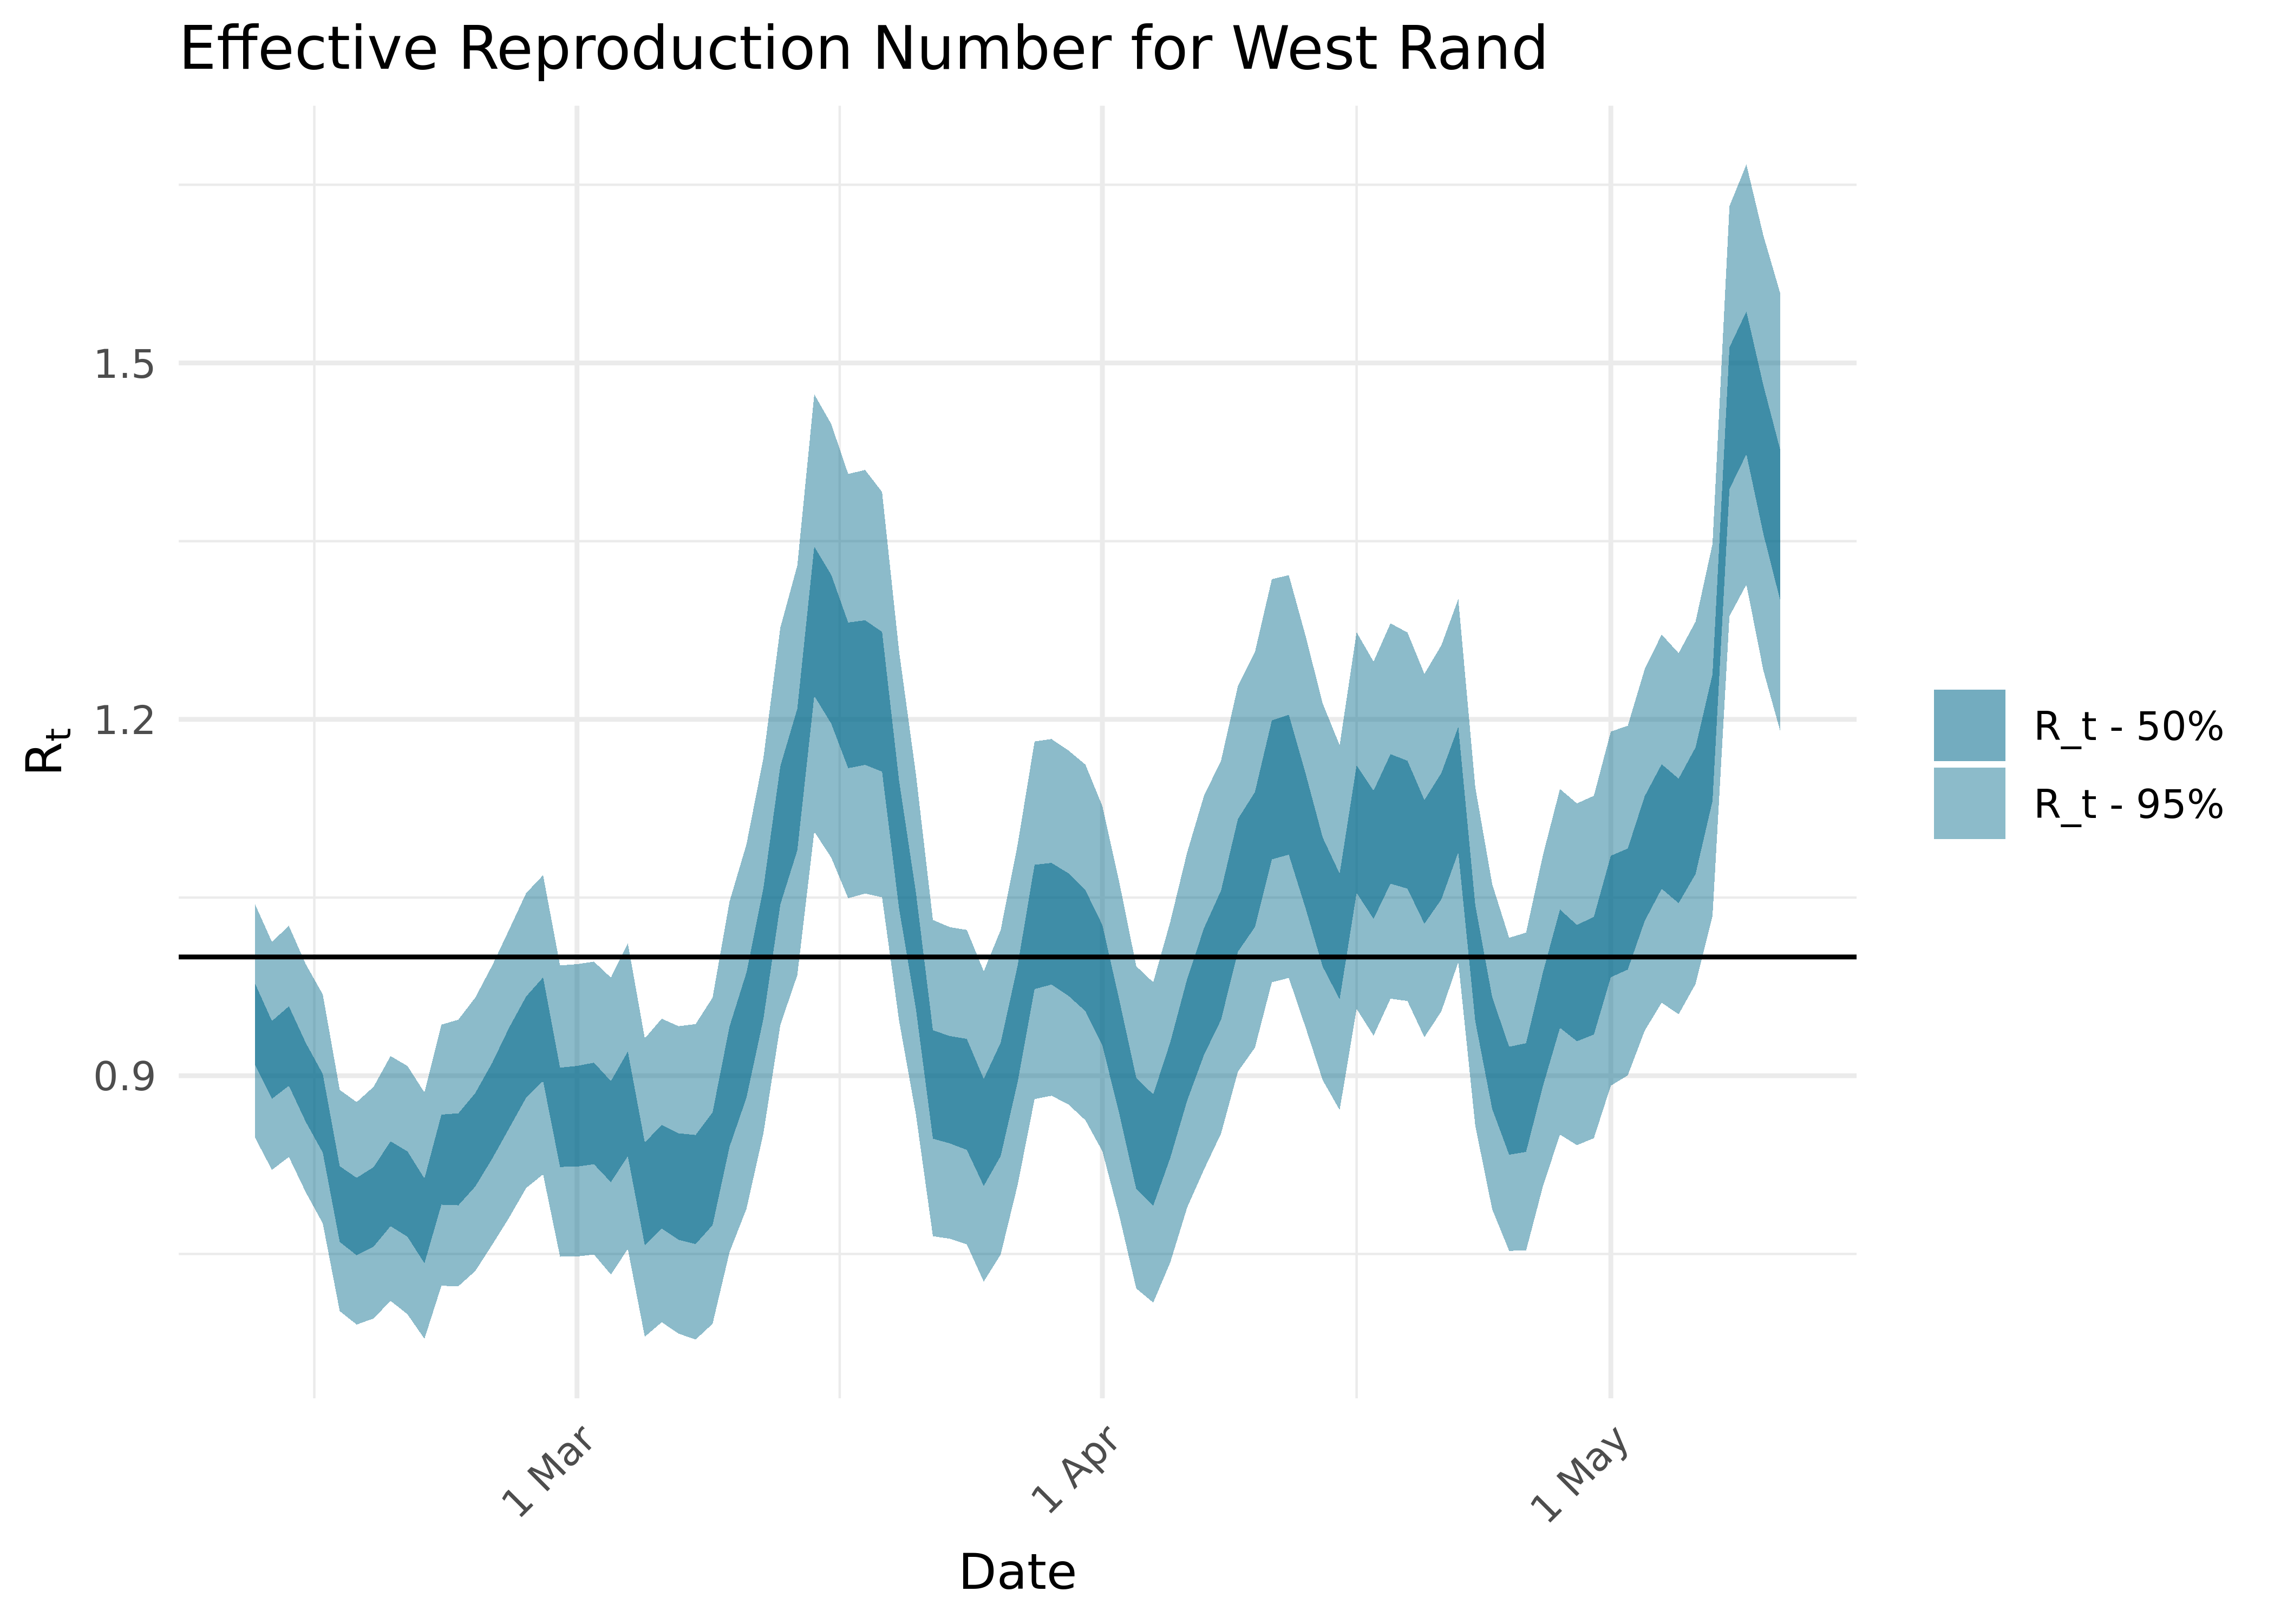 Effective Reproduction Number for West Rand
Rt
1.5
1.2
0.9
1 Mar
1 Apr
1 May
Date
R_t - 50%
R_t - 95%